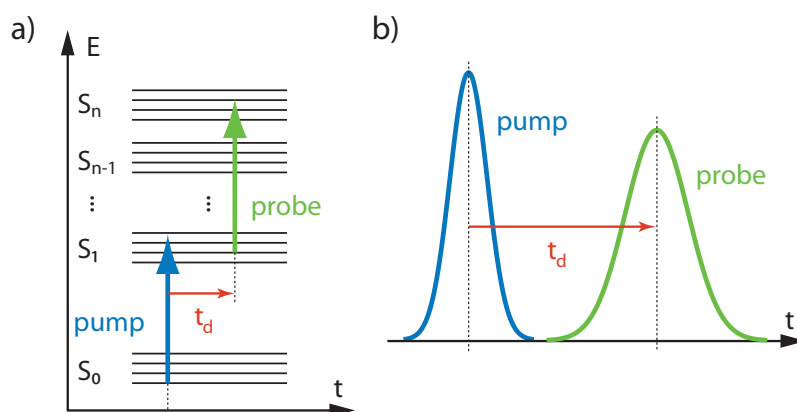 a)
E
Sn
Sn-1
⋮
⋮
probe
S1
pump
td
S0
t
b)
pump
probe
td
t